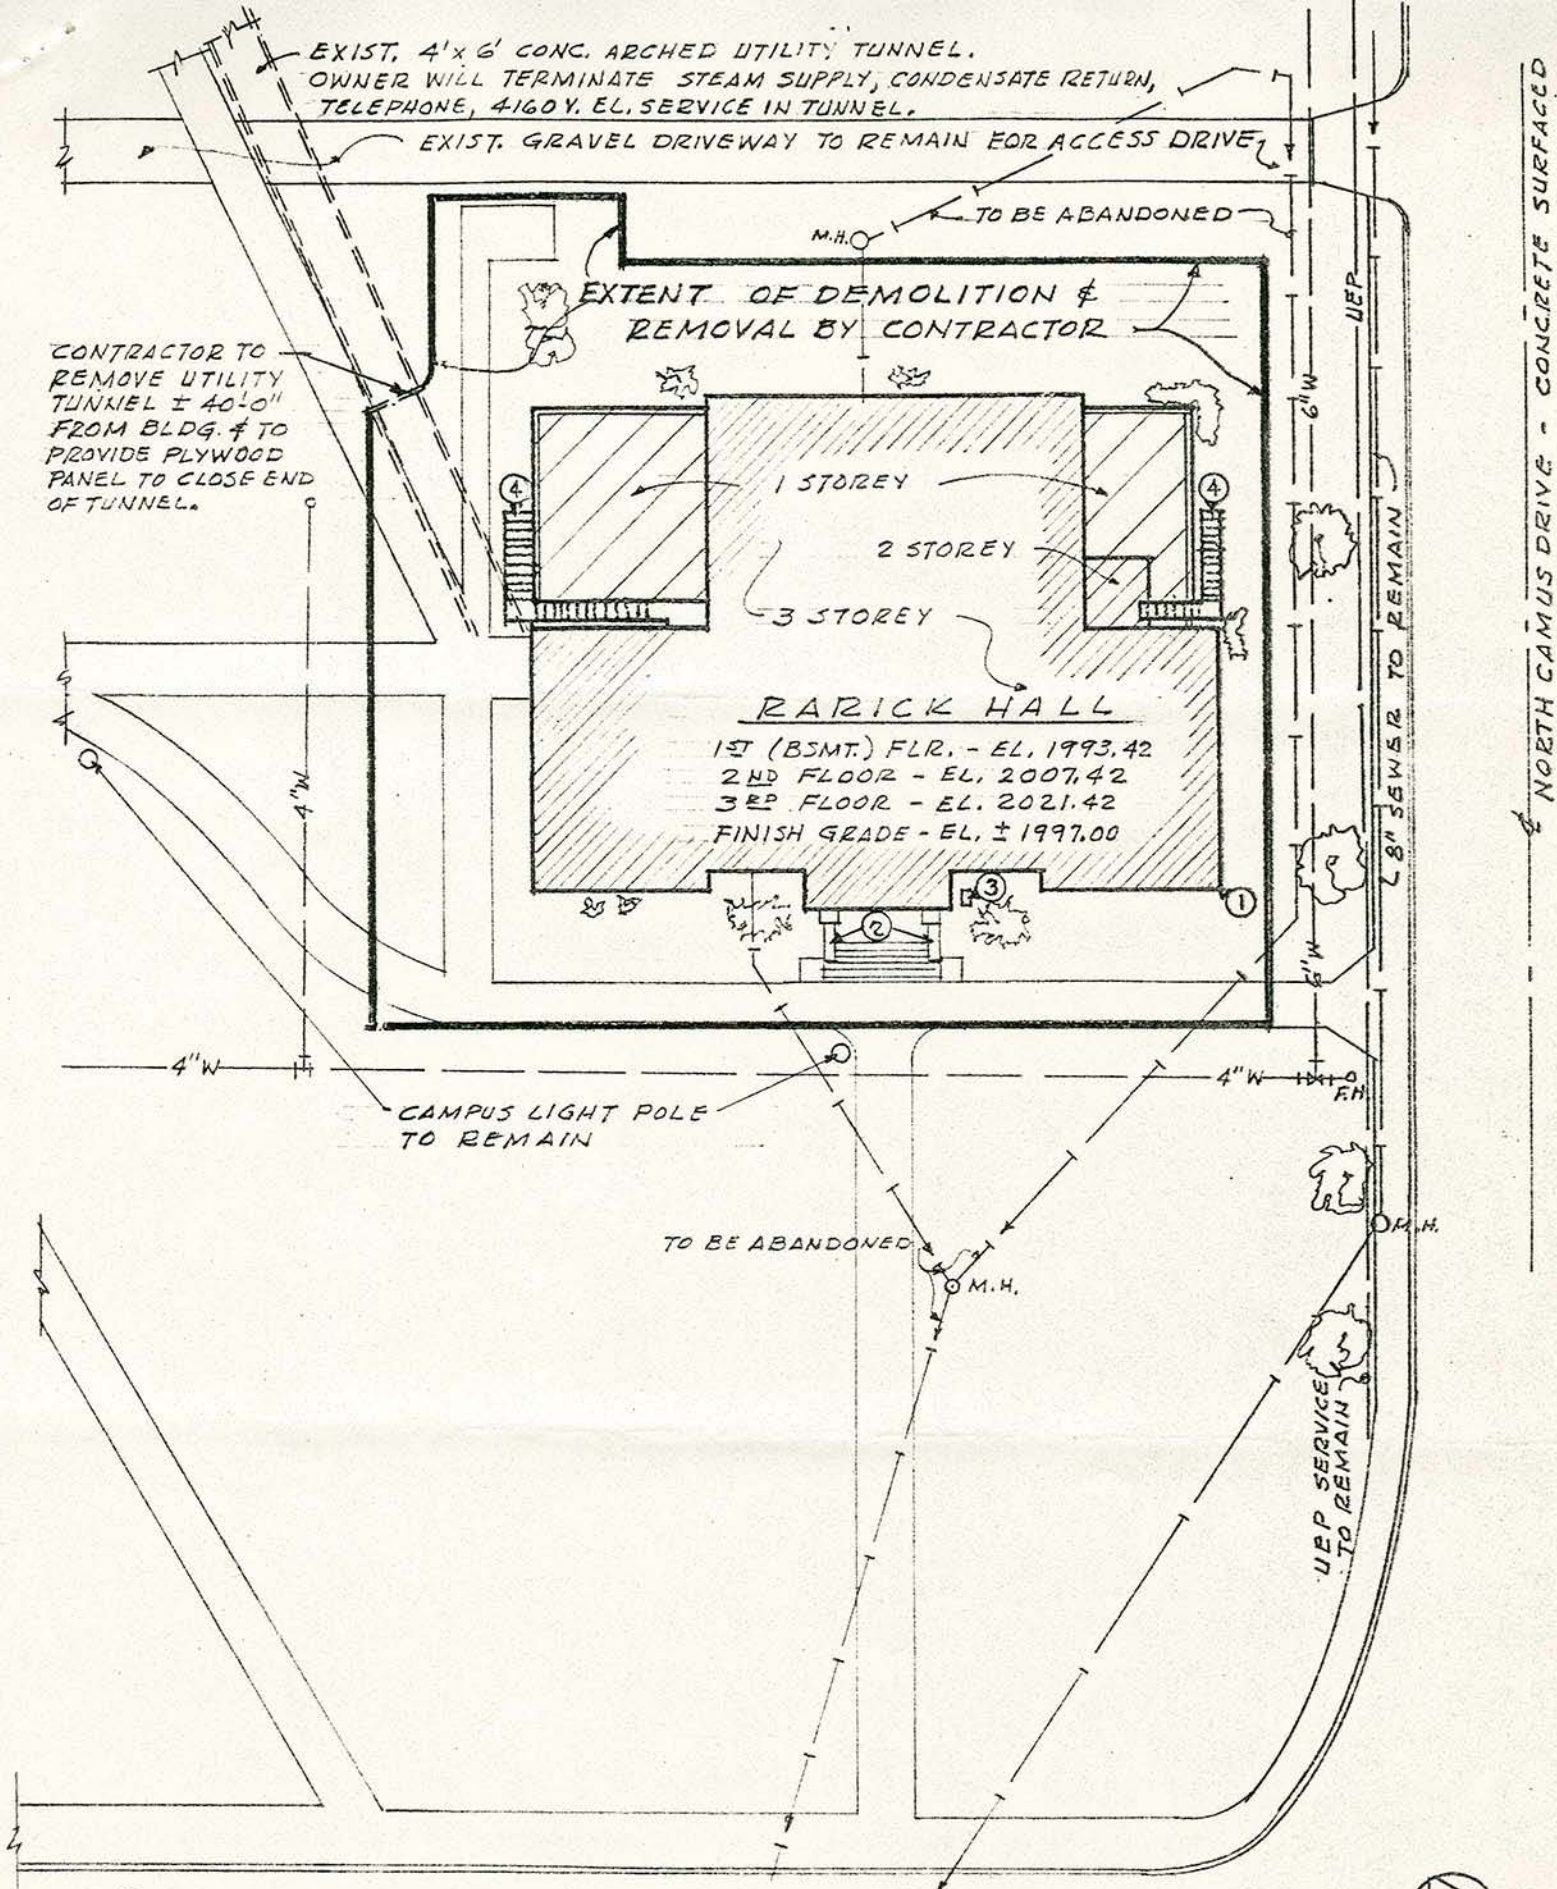 EXIST. 4' x 6' CONC. ARCHED UTILITY TUNNEL.
OWNER WILL TERMINATE STEAM SUPPLY, CONDENSATE RETURN,
TELEPHONE, 4160 V. EL. SERVICE IN TUNNEL.
EXIST. GRAVEL DRIVEWAY TO REMAIN FOR ACCESS DRIVE
TO BE ABANDONED
M.H.
EXTENT OF DEMOLITION &
REMOVAL BY CONTRACTOR
CONTRACTOR TO
REMOVE UTILITY
TUNNEL ± 40'-0"
FROM BLDG. & TO
PROVIDE PLYWOOD
PANEL TO CLOSE END
OF TUNNEL.
UEP
6"W
NORTH CAMUS DRIVE - CONCRETE SURFACED
4
1 STOREY
4
2 STOREY
3 STOREY
8" SEWER TO REMAIN
RARICK HALL
1ST (BSMT.) FLR. - EL. 1993.42
2ND FLOOR - EL. 2007.42
3RD FLOOR - EL. 2021.42
FINISH GRADE - EL. ± 1997.00
4"W
3
1
2
6"W
4"W
4"W
F.H
CAMPUS LIGHT POLE
TO REMAIN
M.H.
TO BE ABANDONED
M.H.
UEP SERVICE
TO REMAIN